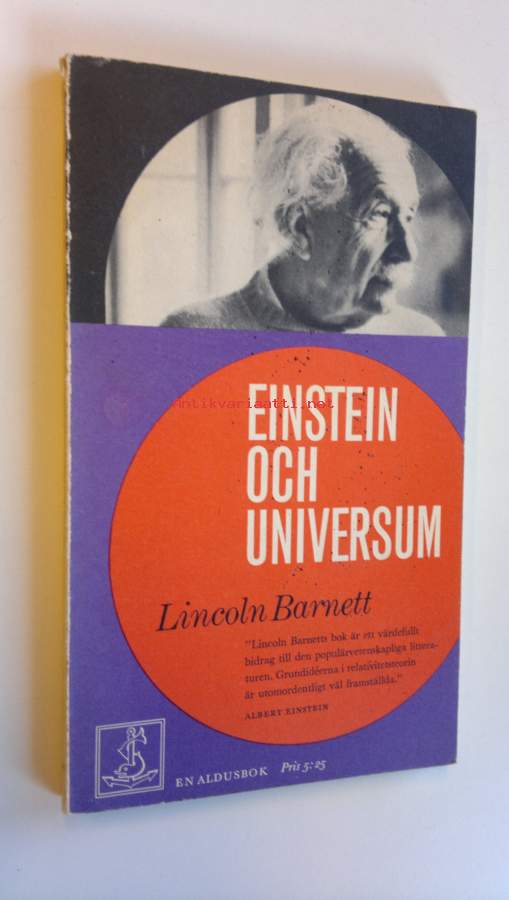 Antikvariaatti.net
EINSTEIN
OCH
UNIVERSUM
Lincoln Barnett
"Lincoln Barnetts bok är ett värdefullt
bidrag till den populärvetenskapliga littera-
turen. Grundidéerna i relativitetsteorin
är utomordentligt väl framställda."
ALBERT EINSTEIN
EN ALDUSBOK Pris 5:25